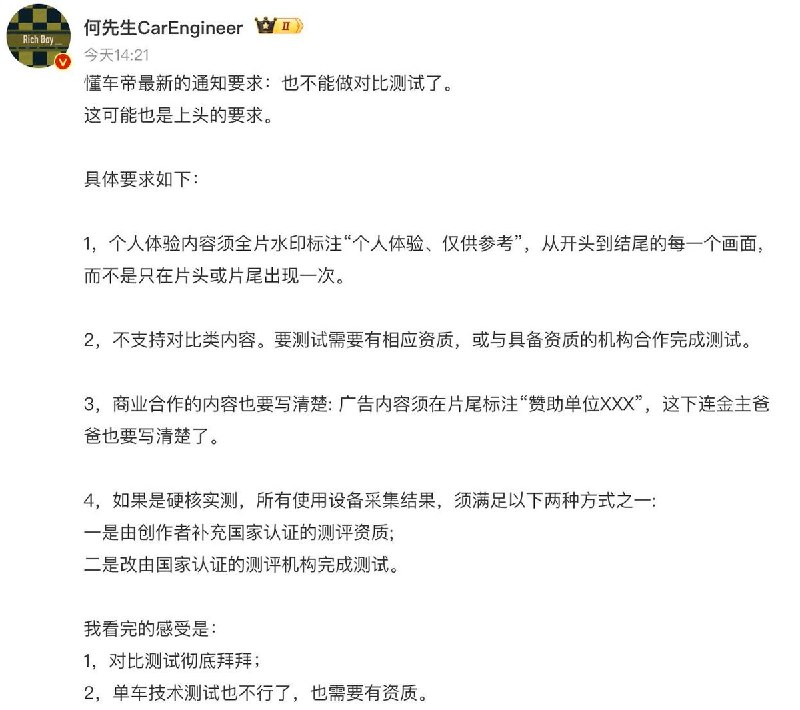 Rich Boy
何先生CarEngineer II
今天14:21
懂车帝最新的通知要求：也不能做对比测试了。
这可能也是上头的要求。
具体要求如下：
1，个人体验内容须全片水印标注“个人体验、仅供参考”，从开头到结尾的每一个画面，
而不是只在片头或片尾出现一次。
2，不支持对比类内容。要测试需要有相应资质，或与具备资质的机构合作完成测试。
3，商业合作的内容也要写清楚: 广告内容须在片尾标注“赞助单位XXX”，这下连金主爸
爸也要写清楚了。
4，如果是硬核实测，所有使用设备采集结果，须满足以下两种方式之一:
一是由创作者补充国家认证的测评资质;
二是改由国家认证的测评机构完成测试。
我看完的感受是：
1，对比测试彻底拜拜；
2，单车技术测试也不行了，也需要有资质。